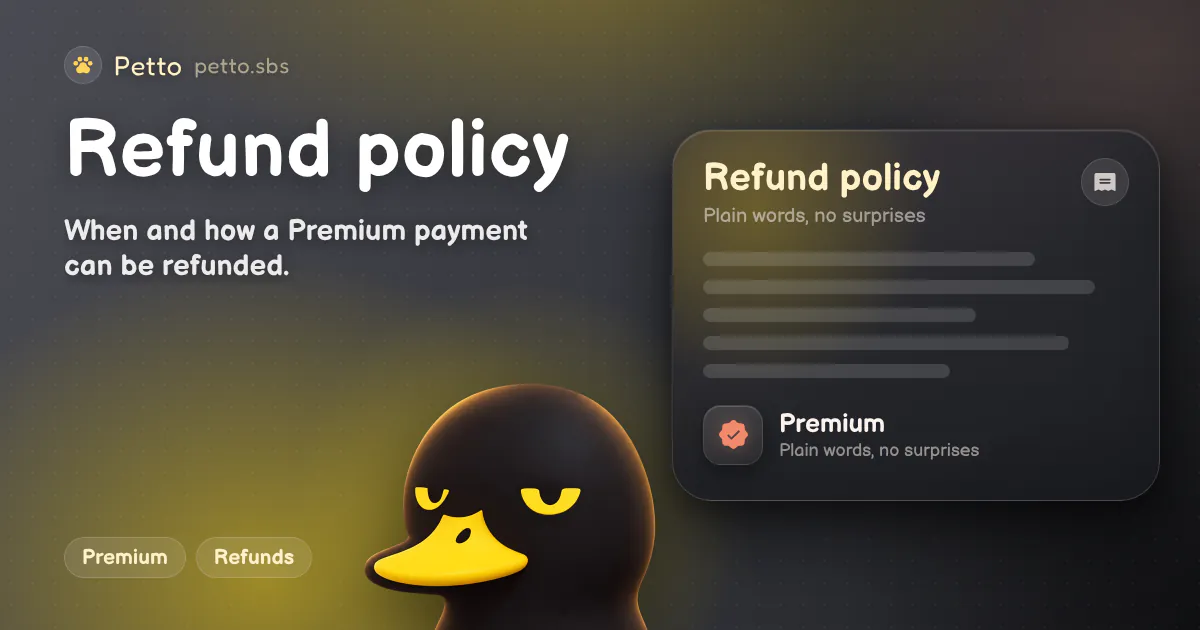 Petto petto.sbs
Refund policy
When and how a Premium payment
can be refunded.
Premium
Refunds
Refund policy
Plain words, no surprises
Premium
Plain words, no surprises